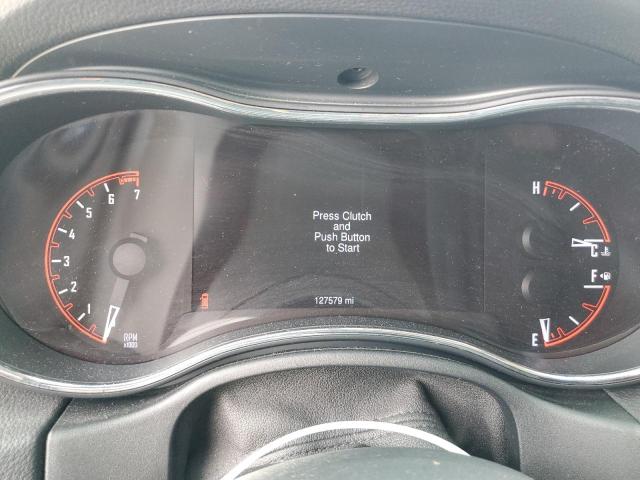 7
6
5
4
3
2
1
RPM
x1000
Press Clutch
and
Push Button
to Start
127579 mi
H
C
F
E